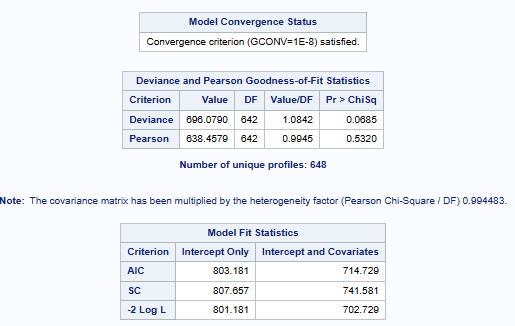 Model Convergence Status
Convergence criterion (GCONV=1E-8) satisfied.
Deviance and Pearson Goodness-of-Fit Statistics
Criterion Value DF Value/DF Pr > ChiSq
Deviance 696.0790 642 1.0842 0.0685
Pearson 638.4579 642 0.9945 0.5320
Number of unique profiles: 648
Note: The covariance matrix has been multiplied by the heterogeneity factor (Pearson Chi-Square / DF) 0.994483.
Model Fit Statistics
Criterion Intercept Only Intercept and Covariates
AIC 803.181 714.729
SC 807.657 741.581
-2 Log L 801.181 702.729